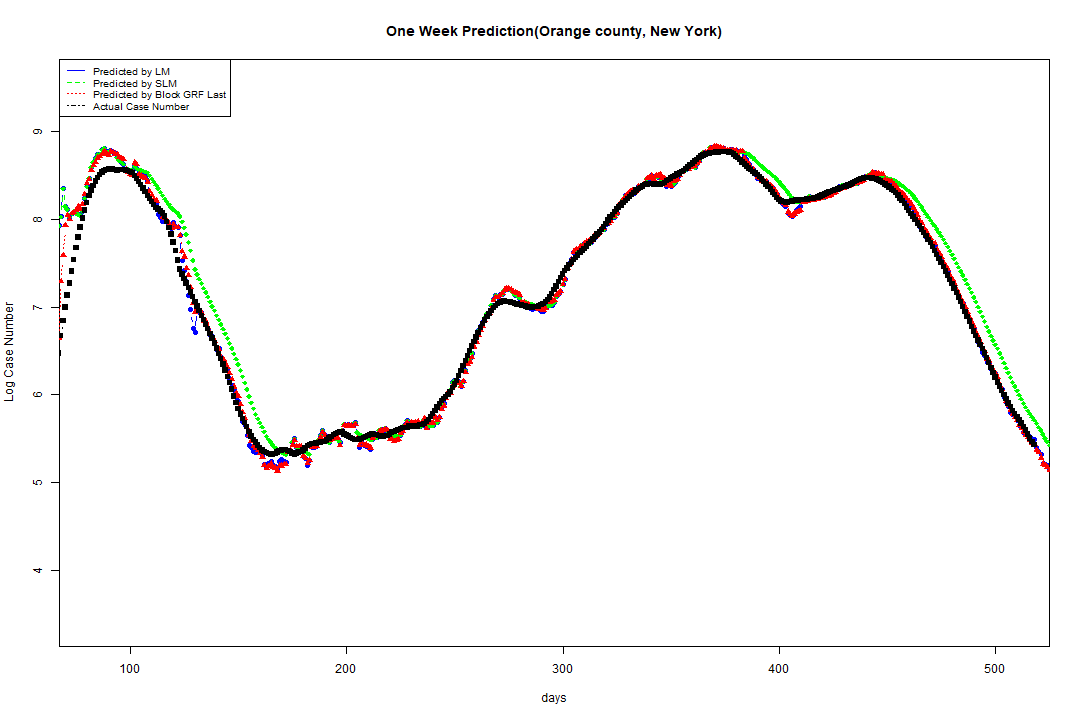 One Week Prediction(Orange county, New York)
Predicted by LM
Predicted by SLM
Predicted by Block GRF Last
Actual Case Number
9
8
7
6
5
4
Log Case Number
100 200 300 400 500
days